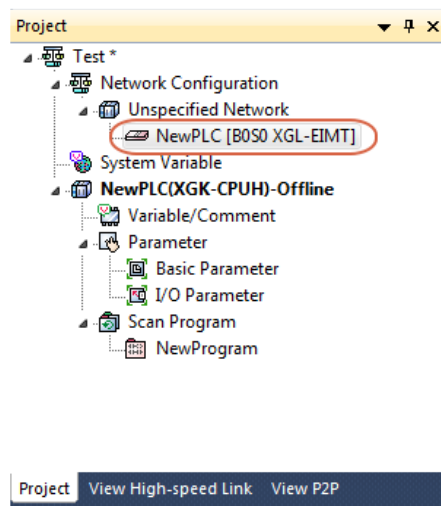 Project
Test *
Network Configuration
Unspecified Network
NewPLC [B0S0 XGL-EIMT]
System Variable
NewPLC(XGK-CPUH)-Offline
Variable/Comment
Parameter
Basic Parameter
I/O Parameter
Scan Program
NewProgram
Project View High-speed Link View P2P